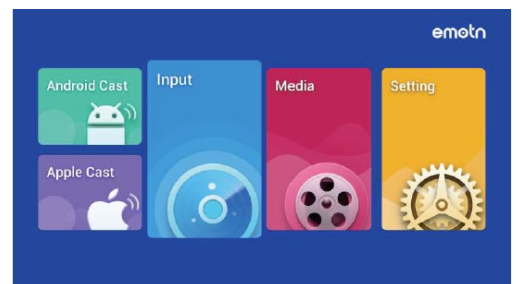 emotn
Android Cast
Input
Media
Setting
Apple Cast